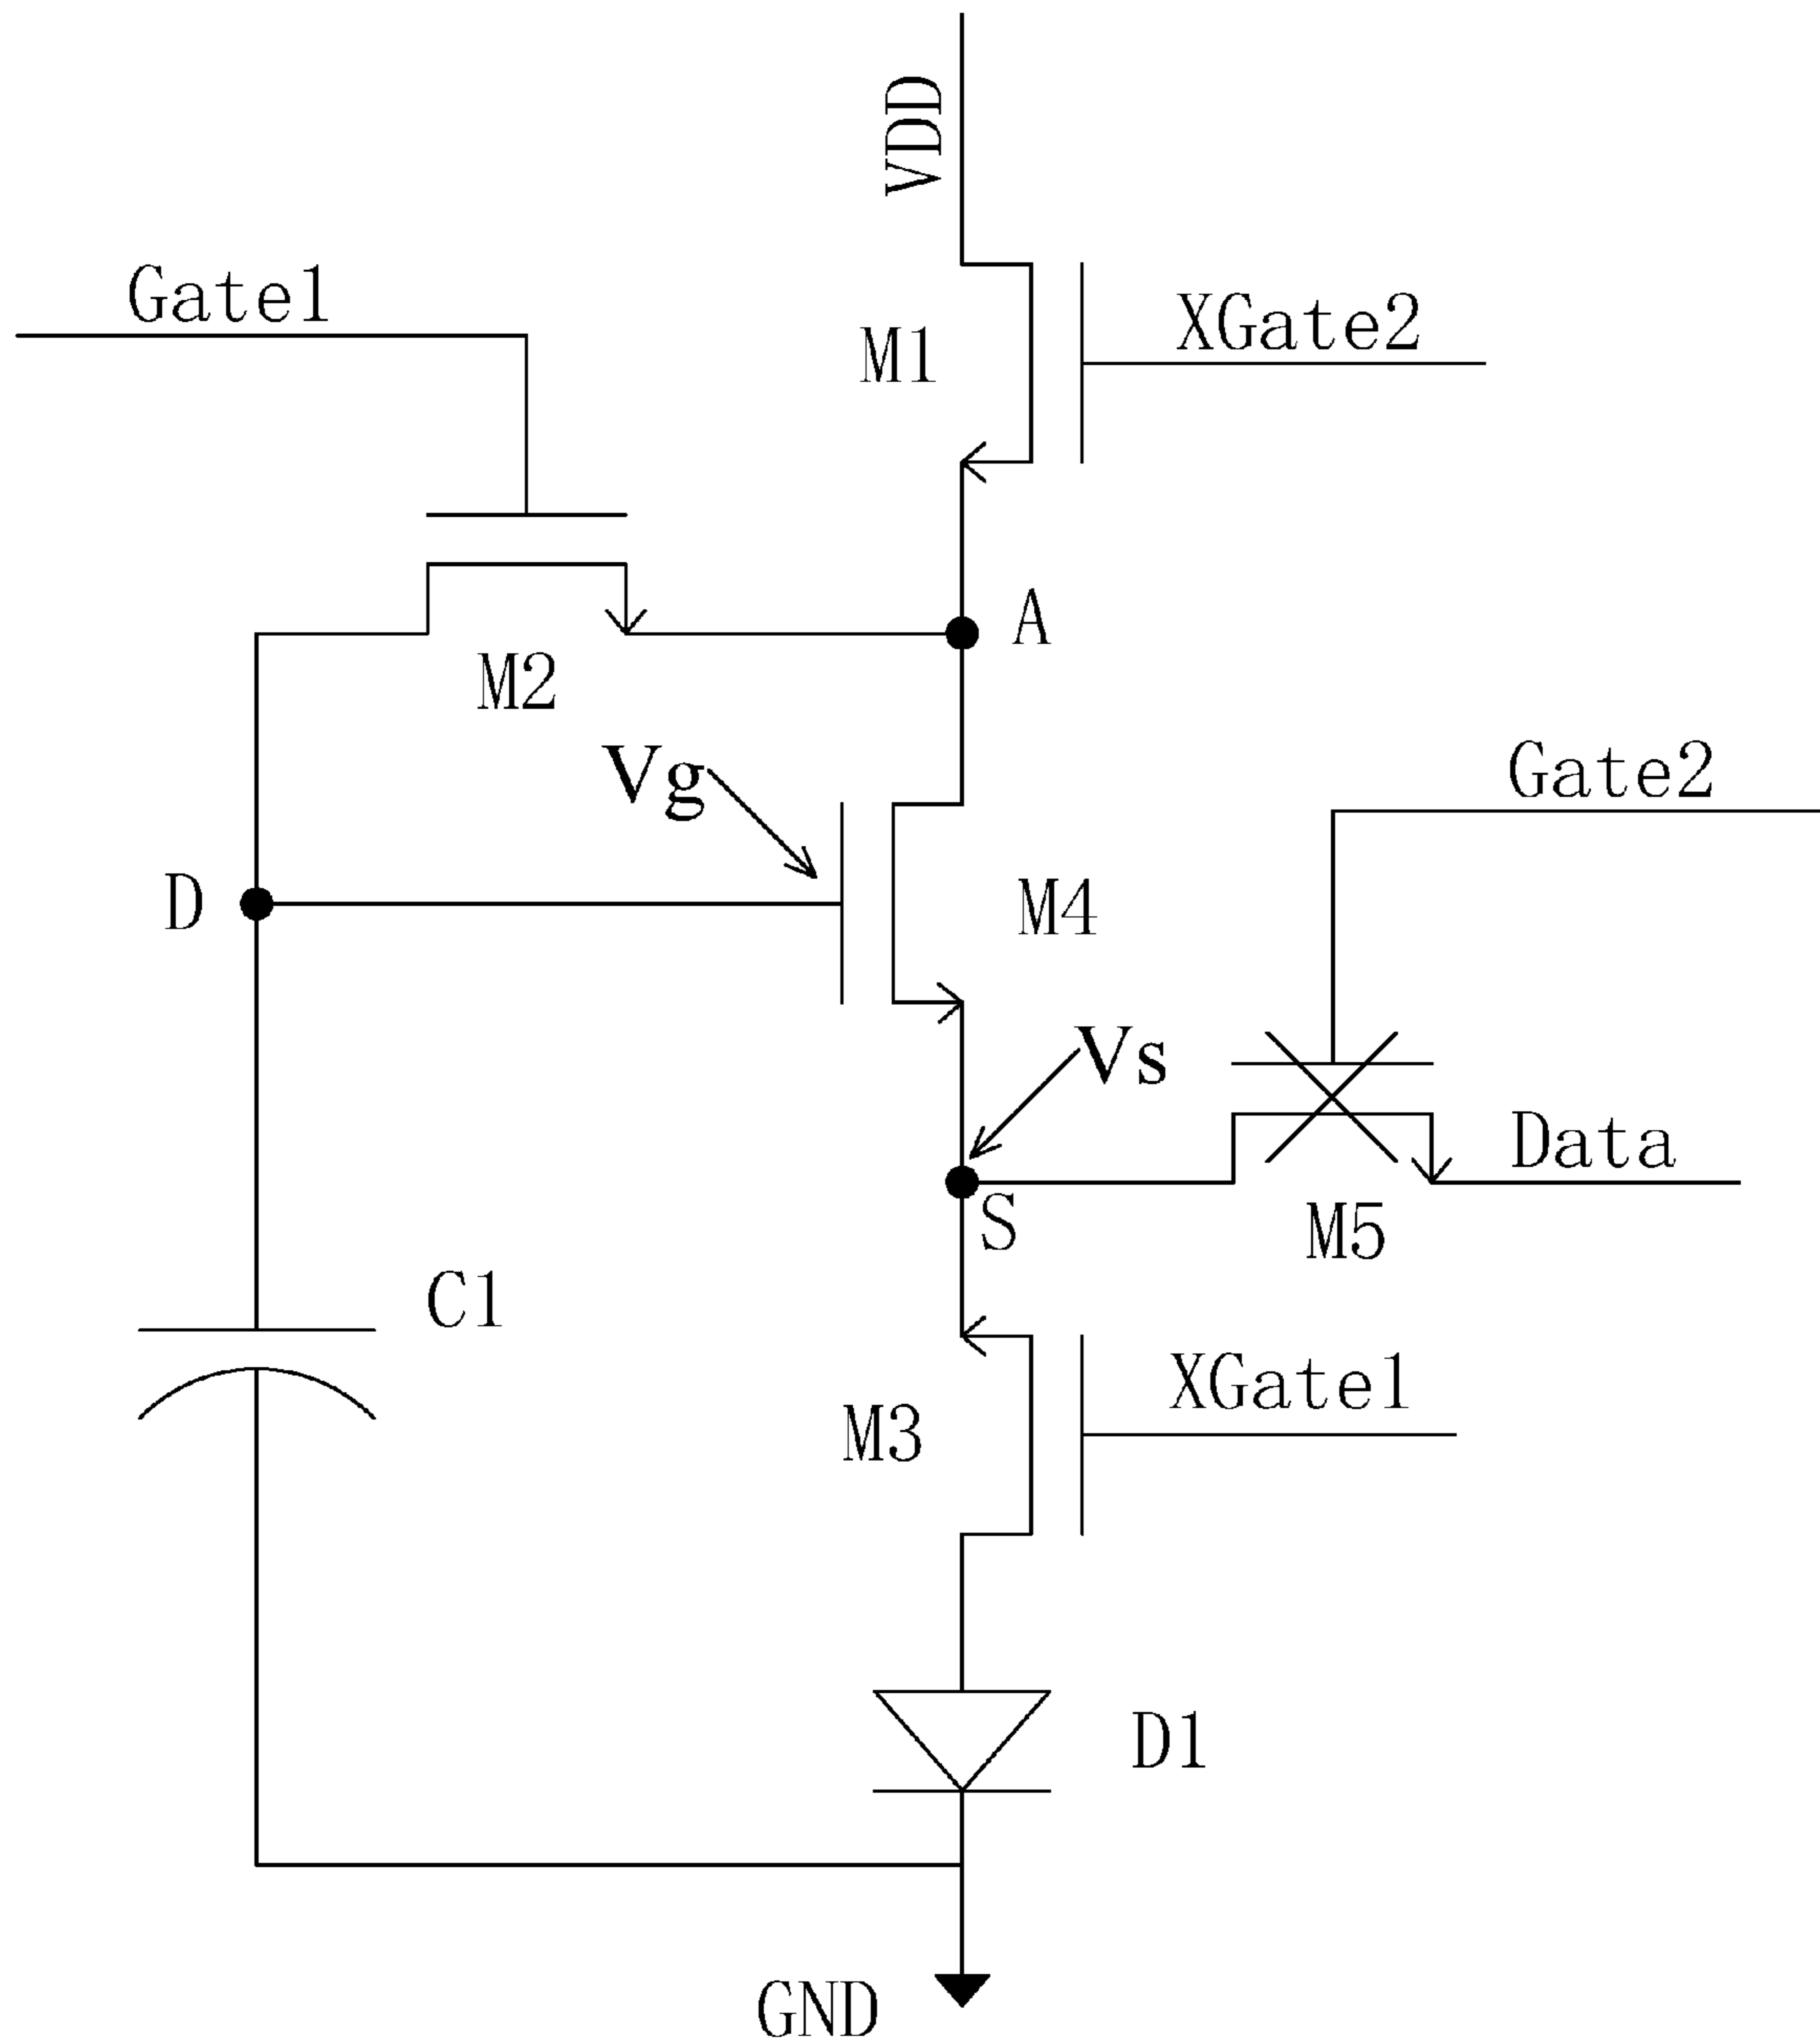 VDD
Gate1
XGate2
M1
A
M2
Vg
Gate2
D
M4
Vs
Data
S
M5
C1
XGate1
M3
D1
GND